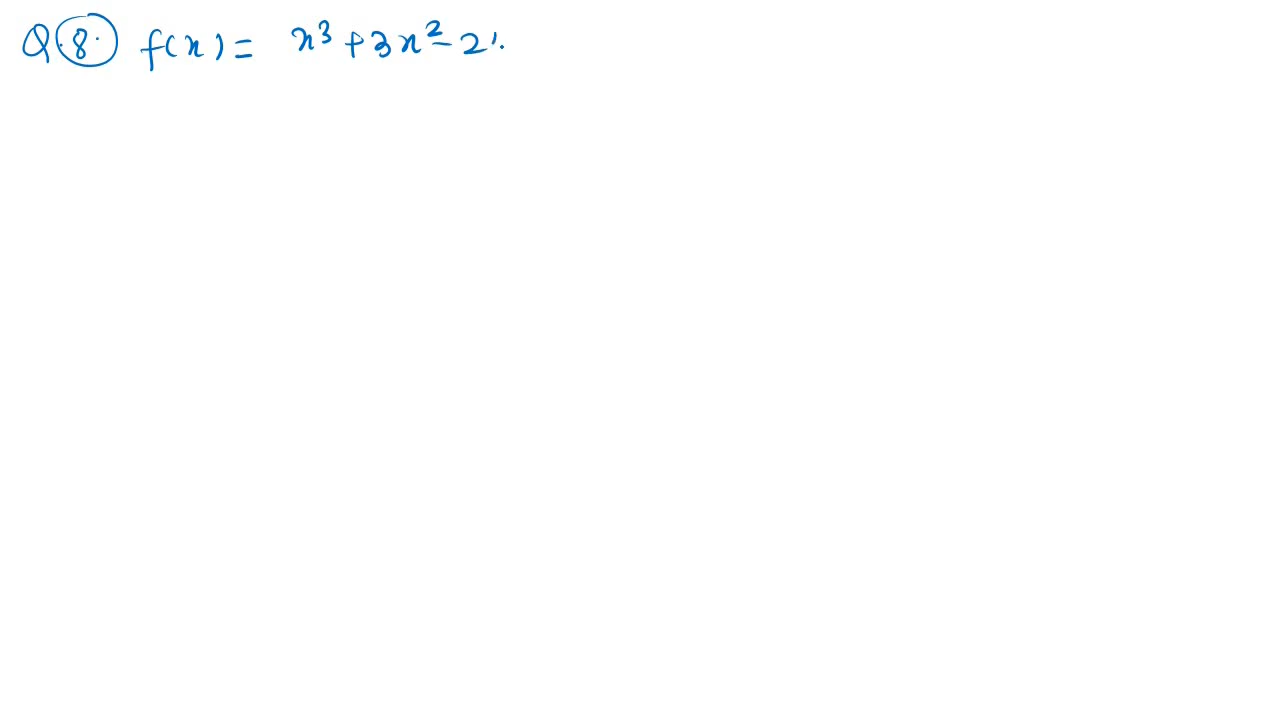 Q.8. f(x) = x³ + 3x² - 2